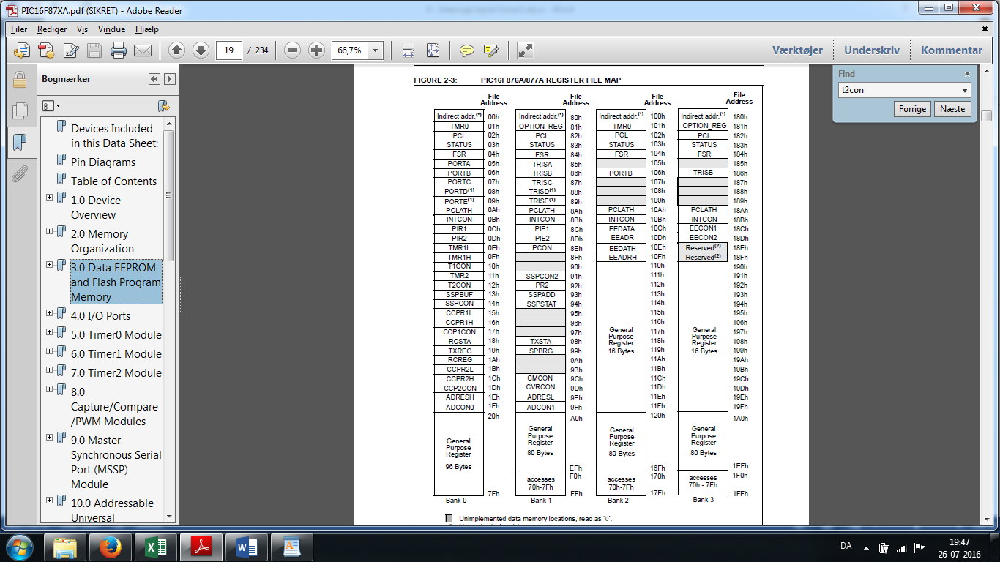 PIC16F87XA.pdf (SIKRET) - Adobe Reader
Filer Rediger Vis Vindue Hjælp
19 / 234 66,7% Værktøjer Underskriv Kommentar
Bogmærker
Devices Included
in this Data Sheet:
Pin Diagrams
Table of Contents
1.0 Device
Overview
2.0 Memory
Organization
3.0 Data EEPROM
and Flash Program
Memory
4.0 I/O Ports
5.0 Timer0 Module
6.0 Timer1 Module
7.0 Timer2 Module
8.0
Capture/Compare
/PWM Modules
9.0 Master
Synchronous Serial
Port (MSSP)
Module
10.0 Addressable
Universal
FIGURE 2-3: PIC16F876A/877A REGISTER FILE MAP
File Address File Address File Address File Address
Indirect addr.(*) 00h Indirect addr.(*) 80h Indirect addr.(*) 100h Indirect addr.(*) 180h
TMR0 01h OPTION_REG 81h TMR0 101h OPTION_REG 181h
PCL 02h PCL 82h PCL 102h PCL 182h
STATUS 03h STATUS 83h STATUS 103h STATUS 183h
FSR 04h FSR 84h FSR 104h FSR 184h
PORTA 05h TRISA 85h 105h 185h
PORTB 06h TRISB 86h PORTB 106h TRISB 186h
PORTC 07h TRISC 87h 107h 187h
PORTD(1) 08h TRISD(1) 88h 108h 188h
PORTE(1) 09h TRISE(1) 89h 109h 189h
PCLATH 0Ah PCLATH 8Ah PCLATH 10Ah PCLATH 18Ah
INTCON 0Bh INTCON 8Bh INTCON 10Bh INTCON 18Bh
PIR1 0Ch PIE1 8Ch EEDATA 10Ch EECON1 18Ch
PIR2 0Dh PIE2 8Dh EEADR 10Dh EECON2 18Dh
TMR1L 0Eh PCON 8Eh EEDATH 10Eh Reserved(2) 18Eh
TMR1H 0Fh 8Fh EEADRH 10Fh Reserved(2) 18Fh
T1CON 10h 90h 110h 190h
TMR2 11h SSPCON2 91h 111h 191h
T2CON 12h PR2 92h 112h 192h
SSPBUF 13h SSPADD 93h 113h 193h
SSPCON 14h SSPSTAT 94h 114h 194h
CCPR1L 15h 95h 115h 195h
CCPR1H 16h 96h 116h 196h
CCP1CON 17h 97h General Purpose Register 16 Bytes 117h General Purpose Register 16 Bytes 197h
RCSTA 18h TXSTA 98h 118h 198h
TXREG 19h SPBRG 99h 119h 199h
RCREG 1Ah 9Ah 11Ah 19Ah
CCPR2L 1Bh 9Bh 11Bh 19Bh
CCPR2H 1Ch CMCON 9Ch 11Ch 19Ch
CCP2CON 1Dh CVRCON 9Dh 11Dh 19Dh
ADRESH 1Eh ADRESL 9Eh 11Eh 19Eh
ADCON0 1Fh ADCON1 9Fh 11Fh 19Fh
20h A0h 120h 1A0h
General Purpose Register 96 Bytes General Purpose Register 80 Bytes General Purpose Register 80 Bytes General Purpose Register 80 Bytes
EFh 16Fh 1EFh
F0h 170h 1F0h
accesses 70h-7Fh accesses 70h-7Fh accesses 70h - 7Fh
7Fh FFh 17Fh 1FFh
Bank 0 Bank 1 Bank 2 Bank 3
Unimplemented data memory locations, read as '0'.
Find
t2con
Forrige Næste
DA
19:47
26-07-2016